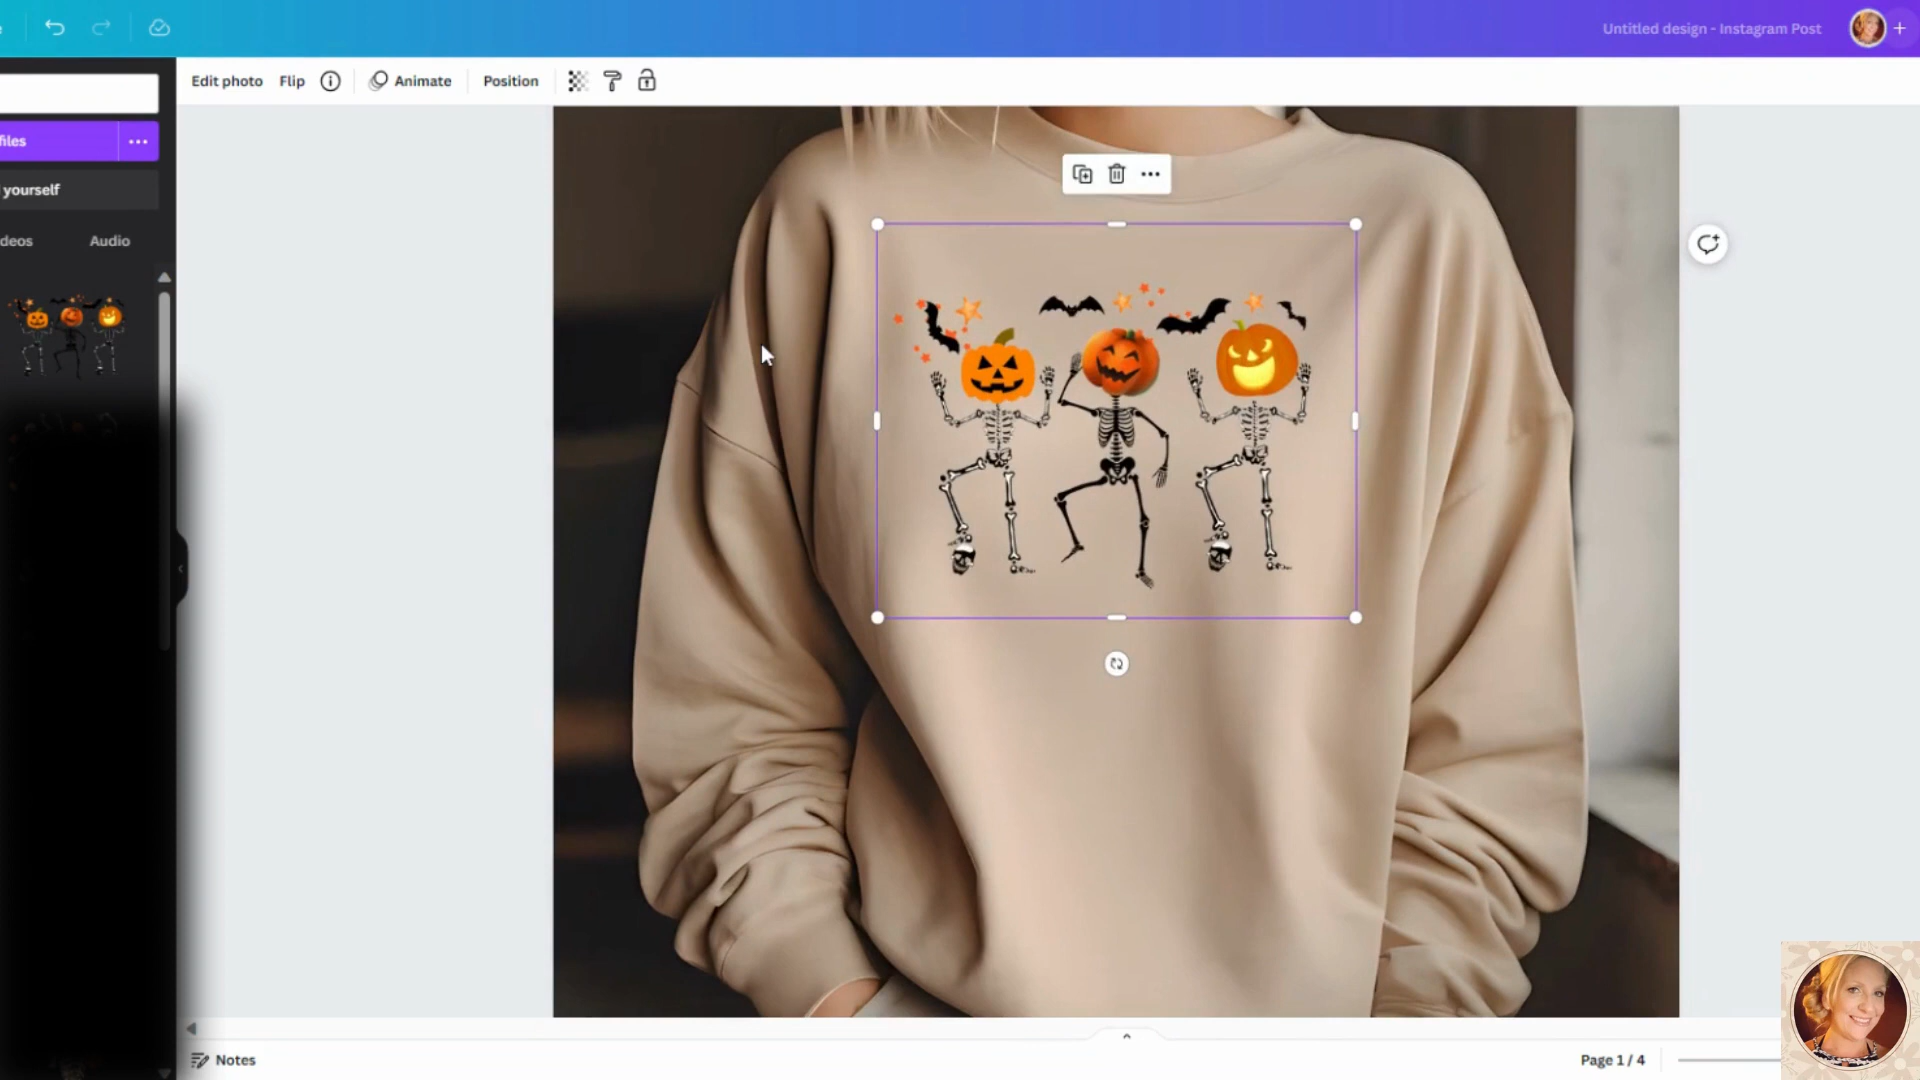 Untitled design - Instagram Post
Edit photo Flip Animate Position
files
yourself
deos Audio
Notes
Page 1 / 4